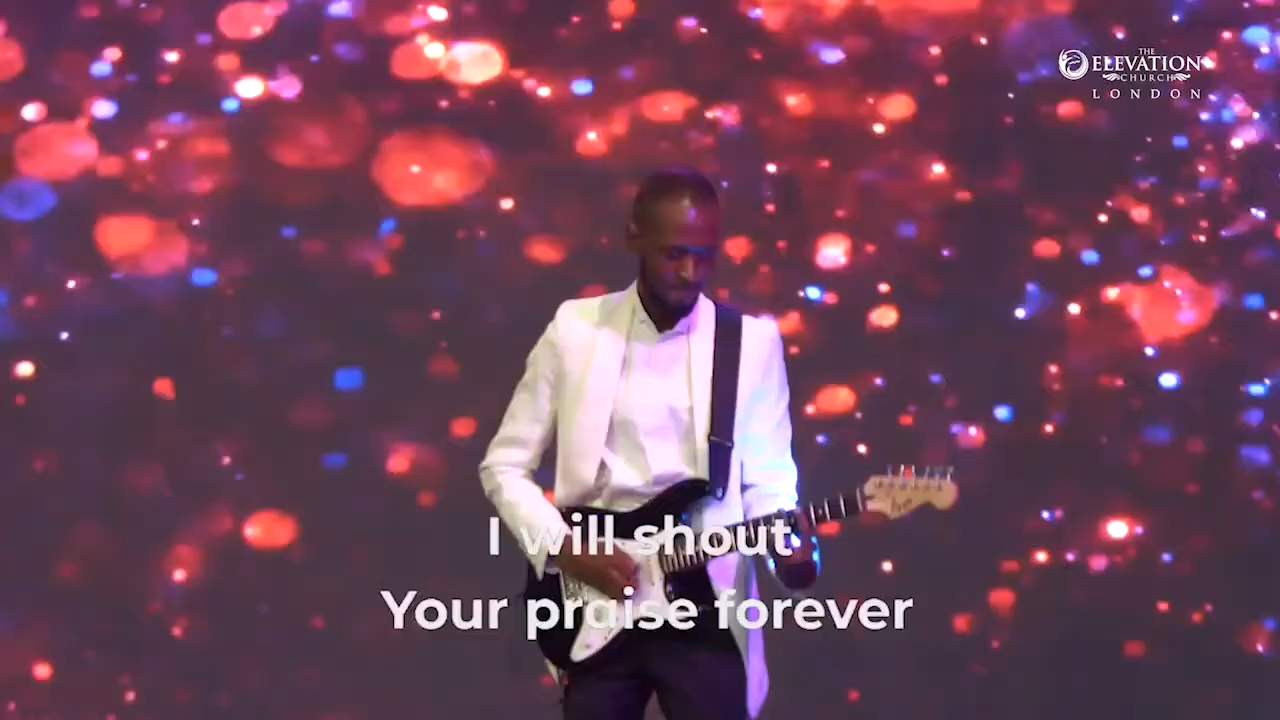 THE
ELEVATION
CHURCH
LONDON
I will shout
Your praise forever